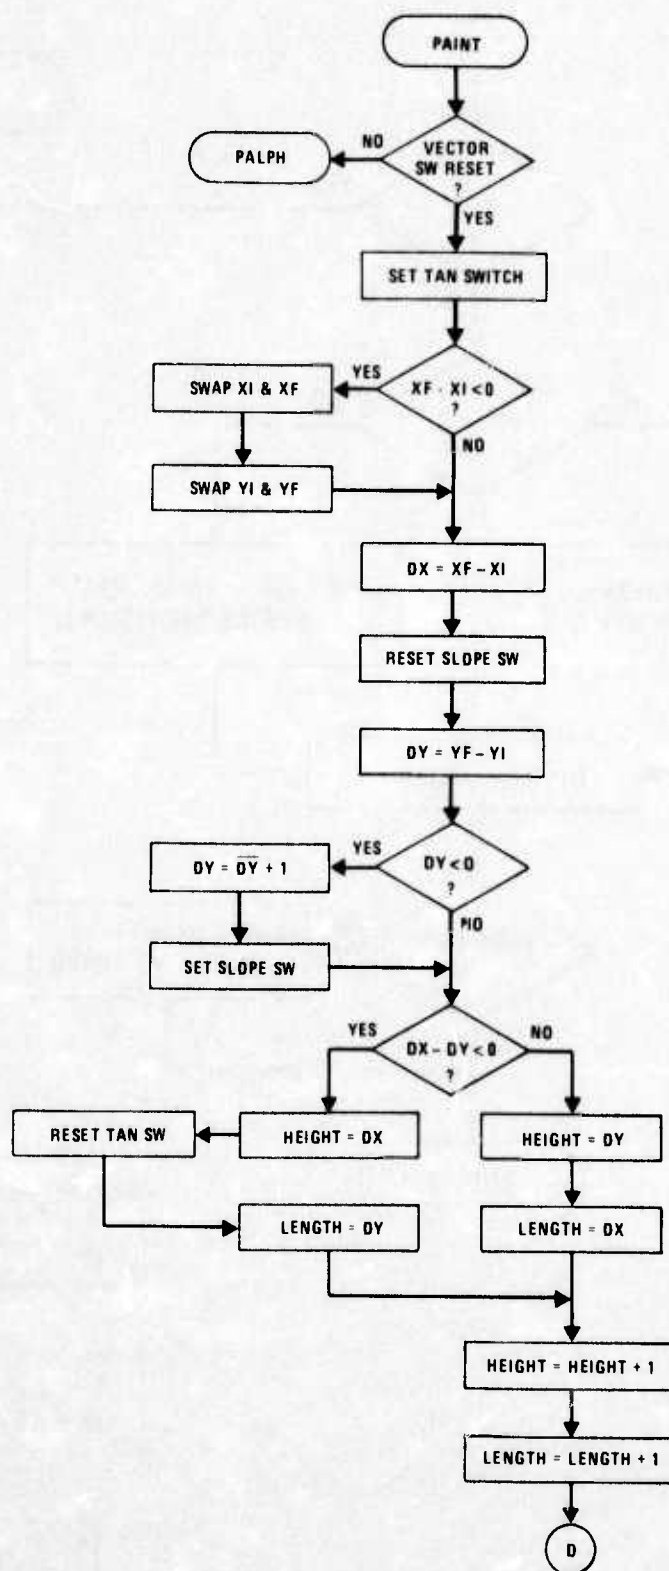 PAINT
VECTOR
SW RESET
?
NO
PALPH
YES
SET TAN SWITCH
XF - XI < 0
?
YES
SWAP XI & XF
NO
SWAP YI & YF
DX = XF - XI
RESET SLOPE SW
DY = YF - YI
DY < 0
?
YES
DY = D̅Y̅ + 1
NO
SET SLOPE SW
DX - DY < 0
?
YES
NO
RESET TAN SW
HEIGHT = DX
HEIGHT = DY
LENGTH = DY
LENGTH = DX
HEIGHT = HEIGHT + 1
LENGTH = LENGTH + 1
D